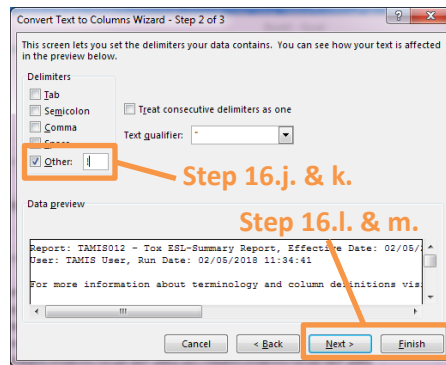 Convert Text to Columns Wizard - Step 2 of 3
This screen lets you set the delimiters your data contains. You can see how your text is affected
in the preview below.
Delimiters
Tab
Semicolon
Comma
Space
Other: !
Treat consecutive delimiters as one
Text qualifier: "
Step 16.j. & k.
Data preview
Step 16.l. & m.
Report: TAMIS012 - Tox ESL-Summary Report, Effective Date: 02/05/
User: TAMIS User, Run Date: 02/05/2018 11:34:41
For more information about terminology and column definitions vis
Cancel
< Back
Next >
Finish